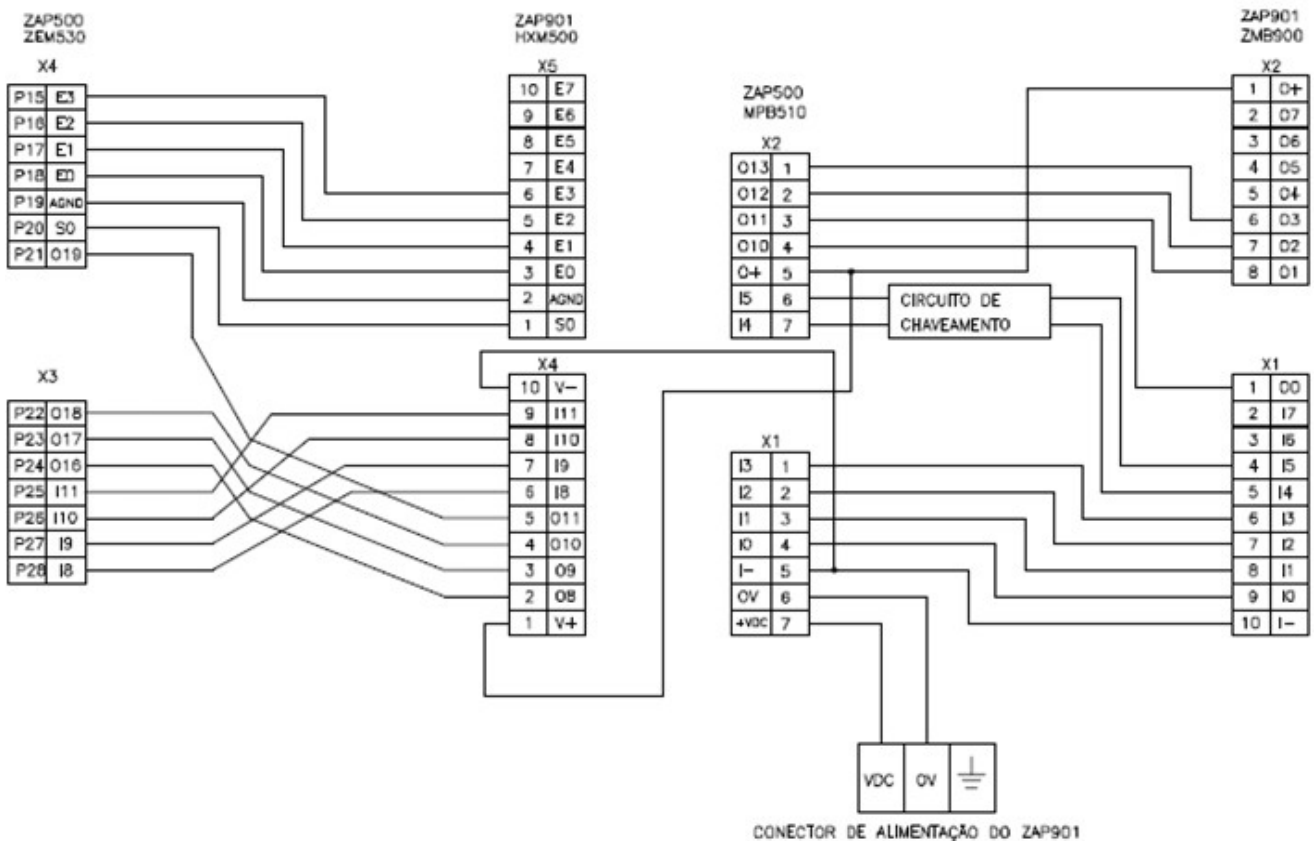 ZAP500
ZEM530
X4
P15 E3
P16 E2
P17 E1
P18 E0
P19 AGND
P20 S0
P21 O19
X3
P22 O18
P23 O17
P24 O16
P25 I11
P26 I10
P27 I9
P28 I8
ZAP901
HXM500
X5
10 E7
9 E6
8 E5
7 E4
6 E3
5 E2
4 E1
3 E0
2 AGND
1 S0
X4
10 V-
9 I11
8 I10
7 I9
6 I8
5 O11
4 O10
3 O9
2 O8
1 V+
ZAP500
MPB510
X2
O13 1
O12 2
O11 3
O10 4
O+ 5
I5 6
I4 7
CIRCUITO DE
CHAVEAMENTO
X1
I3 1
I2 2
I1 3
I0 4
I- 5
0V 6
+VDC 7
ZAP901
ZMB900
X2
1 O+
2 O7
3 O6
4 O5
5 O4
6 O3
7 O2
8 O1
X1
1 O0
2 I7
3 I6
4 I5
5 I4
6 I3
7 I2
8 I1
9 I0
10 I-
VDC 0V
CONECTOR DE ALIMENTAÇÃO DO ZAP901